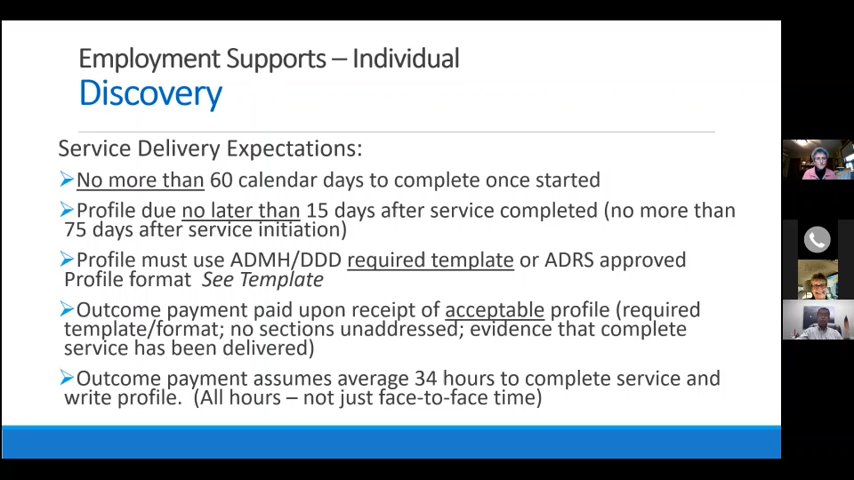 Employment Supports – Individual
Discovery
Service Delivery Expectations:
➢No more than 60 calendar days to complete once started
➢Profile due no later than 15 days after service completed (no more than
75 days after service initiation)
➢Profile must use ADMH/DDD required template or ADRS approved
Profile format  See Template
➢Outcome payment paid upon receipt of acceptable profile (required
template/format; no sections unaddressed; evidence that complete
service has been delivered)
➢Outcome payment assumes average 34 hours to complete service and
write profile.  (All hours – not just face-to-face time)